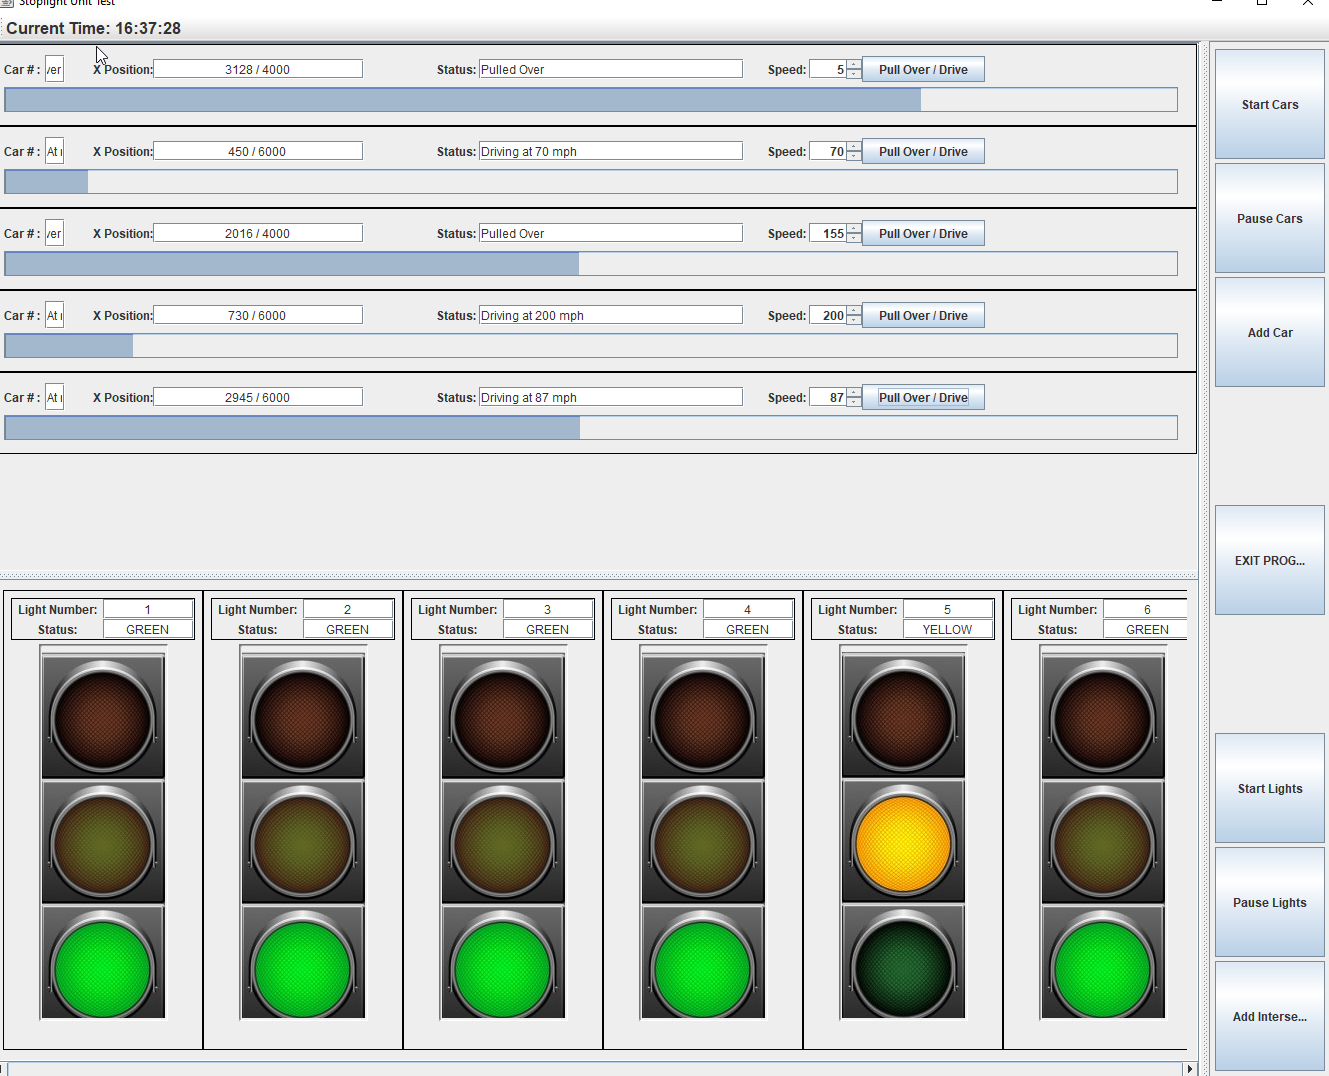 Stoplight Unit Test
Current Time: 16:37:28
Car # : ver X Position: 3128 / 4000 Status: Pulled Over Speed: 5 Pull Over / Drive
Car # : At X Position: 450 / 6000 Status: Driving at 70 mph Speed: 70 Pull Over / Drive
Car # : ver X Position: 2016 / 4000 Status: Pulled Over Speed: 155 Pull Over / Drive
Car # : At X Position: 730 / 6000 Status: Driving at 200 mph Speed: 200 Pull Over / Drive
Car # : At X Position: 2945 / 6000 Status: Driving at 87 mph Speed: 87 Pull Over / Drive
Start Cars
Pause Cars
Add Car
EXIT PROG...
Start Lights
Pause Lights
Add Interse...
Light Number: 1
Status: GREEN
Light Number: 2
Status: GREEN
Light Number: 3
Status: GREEN
Light Number: 4
Status: GREEN
Light Number: 5
Status: YELLOW
Light Number: 6
Status: GREEN